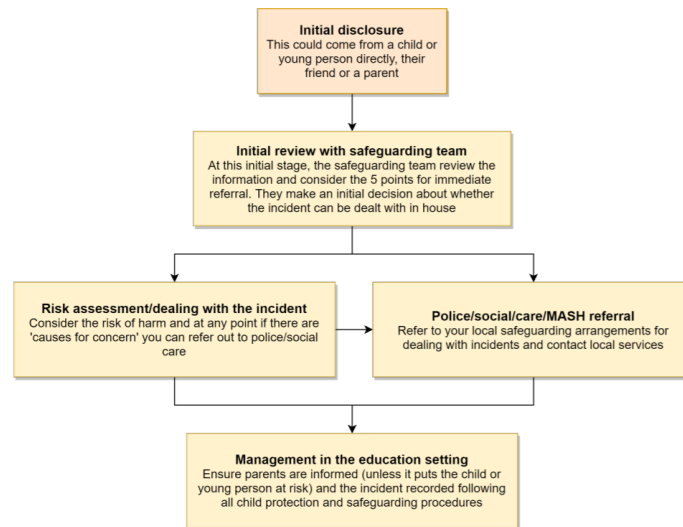 Initial disclosure
This could come from a child or
young person directly, their
friend or a parent
Initial review with safeguarding team
At this initial stage, the safeguarding team review the
information and consider the 5 points for immediate
referral. They make an initial decision about whether
the incident can be dealt with in house
Risk assessment/dealing with the incident
Consider the risk of harm and at any point if there are
'causes for concern' you can refer out to police/social
care
Police/social/care/MASH referral
Refer to your local safeguarding arrangements for
dealing with incidents and contact local services
Management in the education setting
Ensure parents are informed (unless it puts the child or
young person at risk) and the incident recorded following
all child protection and safeguarding procedures